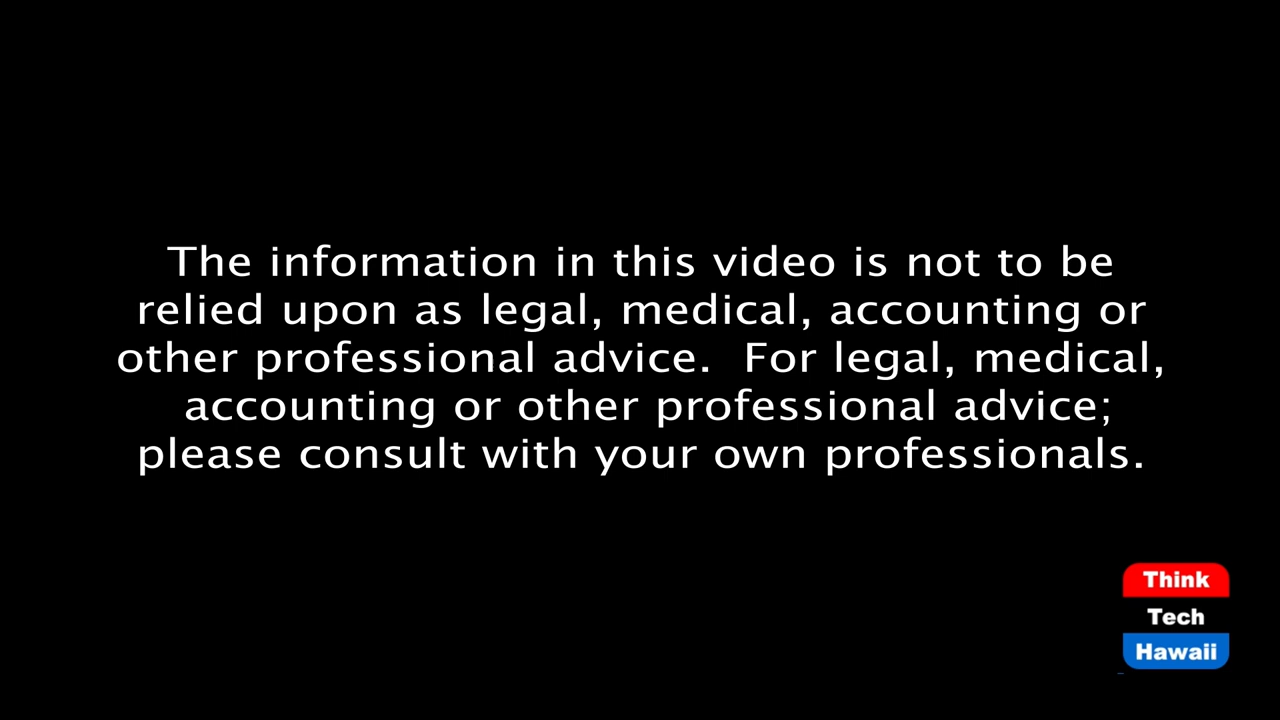 The information in this video is not to be
relied upon as legal, medical, accounting or
other professional advice.  For legal, medical,
accounting or other professional advice;
please consult with your own professionals.
Think
Tech
Hawaii